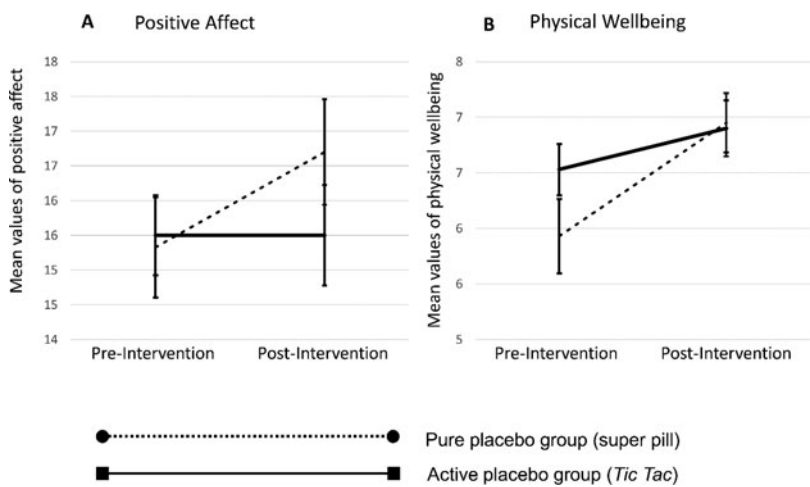 A Positive Affect
B Physical Wellbeing
Mean values of positive affect
18
18
17
17
16
16
15
15
14
Pre-Intervention Post-Intervention
Mean values of physical wellbeing
8
7
7
6
6
5
Pre-Intervention Post-Intervention
Pure placebo group (super pill)
Active placebo group (Tic Tac)